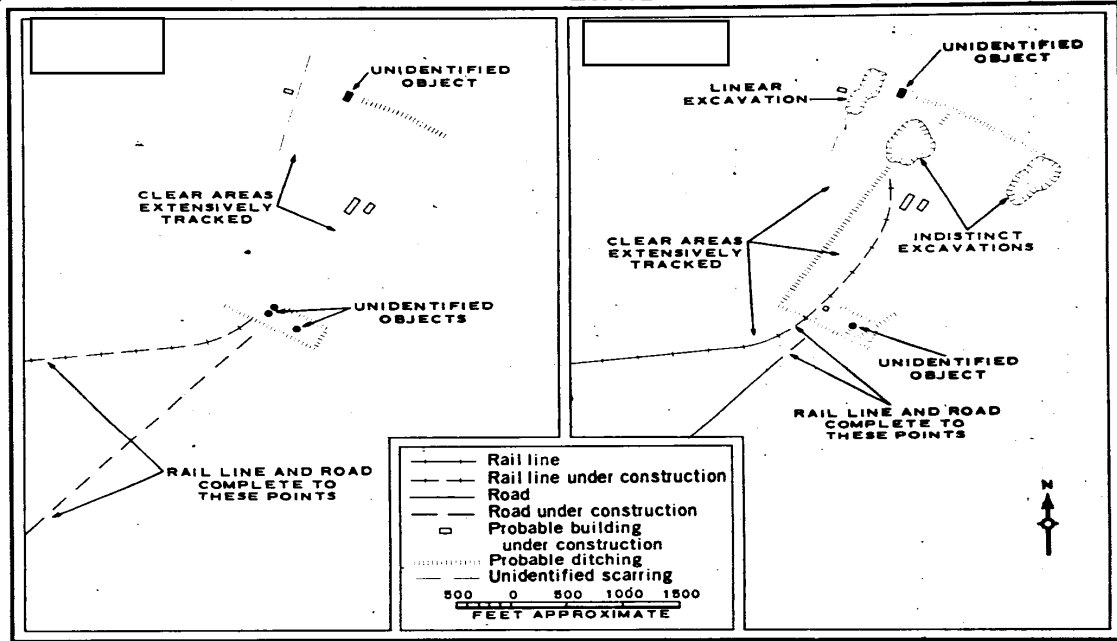 UNIDENTIFIED
OBJECT
CLEAR AREAS
EXTENSIVELY
TRACKED
UNIDENTIFIED
OBJECTS
RAIL LINE AND ROAD
COMPLETE TO
THESE POINTS
UNIDENTIFIED
OBJECT
LINEAR
EXCAVATION
INDISTINCT
EXCAVATIONS
CLEAR AREAS
EXTENSIVELY
TRACKED
UNIDENTIFIED
OBJECT
RAIL LINE AND ROAD
COMPLETE TO
THESE POINTS
N
Rail line
Rail line under construction
Road
Road under construction
Probable building
under construction
Probable ditching
Unidentified scarring
500 0 500 1000 1500
FEET APPROXIMATE